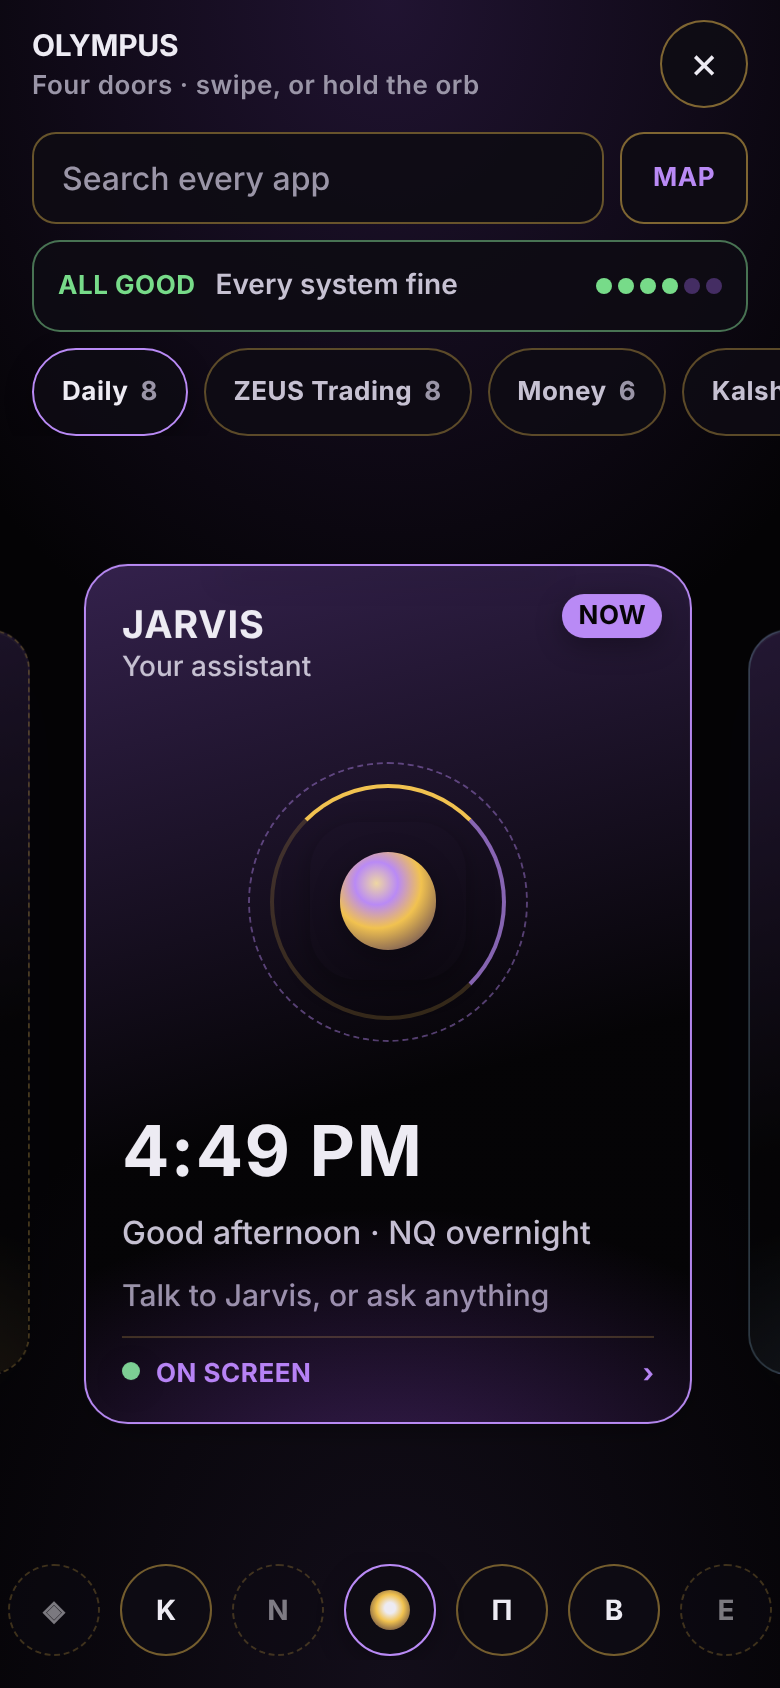 OLYMPUS
Four doors · swipe, or hold the orb
✕
Search every app
MAP
ALL GOOD Every system fine
Daily 8 ZEUS Trading 8 Money 6 Kalsh
JARVIS
NOW
Your assistant
4:49 PM
Good afternoon · NQ overnight
Talk to Jarvis, or ask anything
ON SCREEN ›
◈ K N Π B E